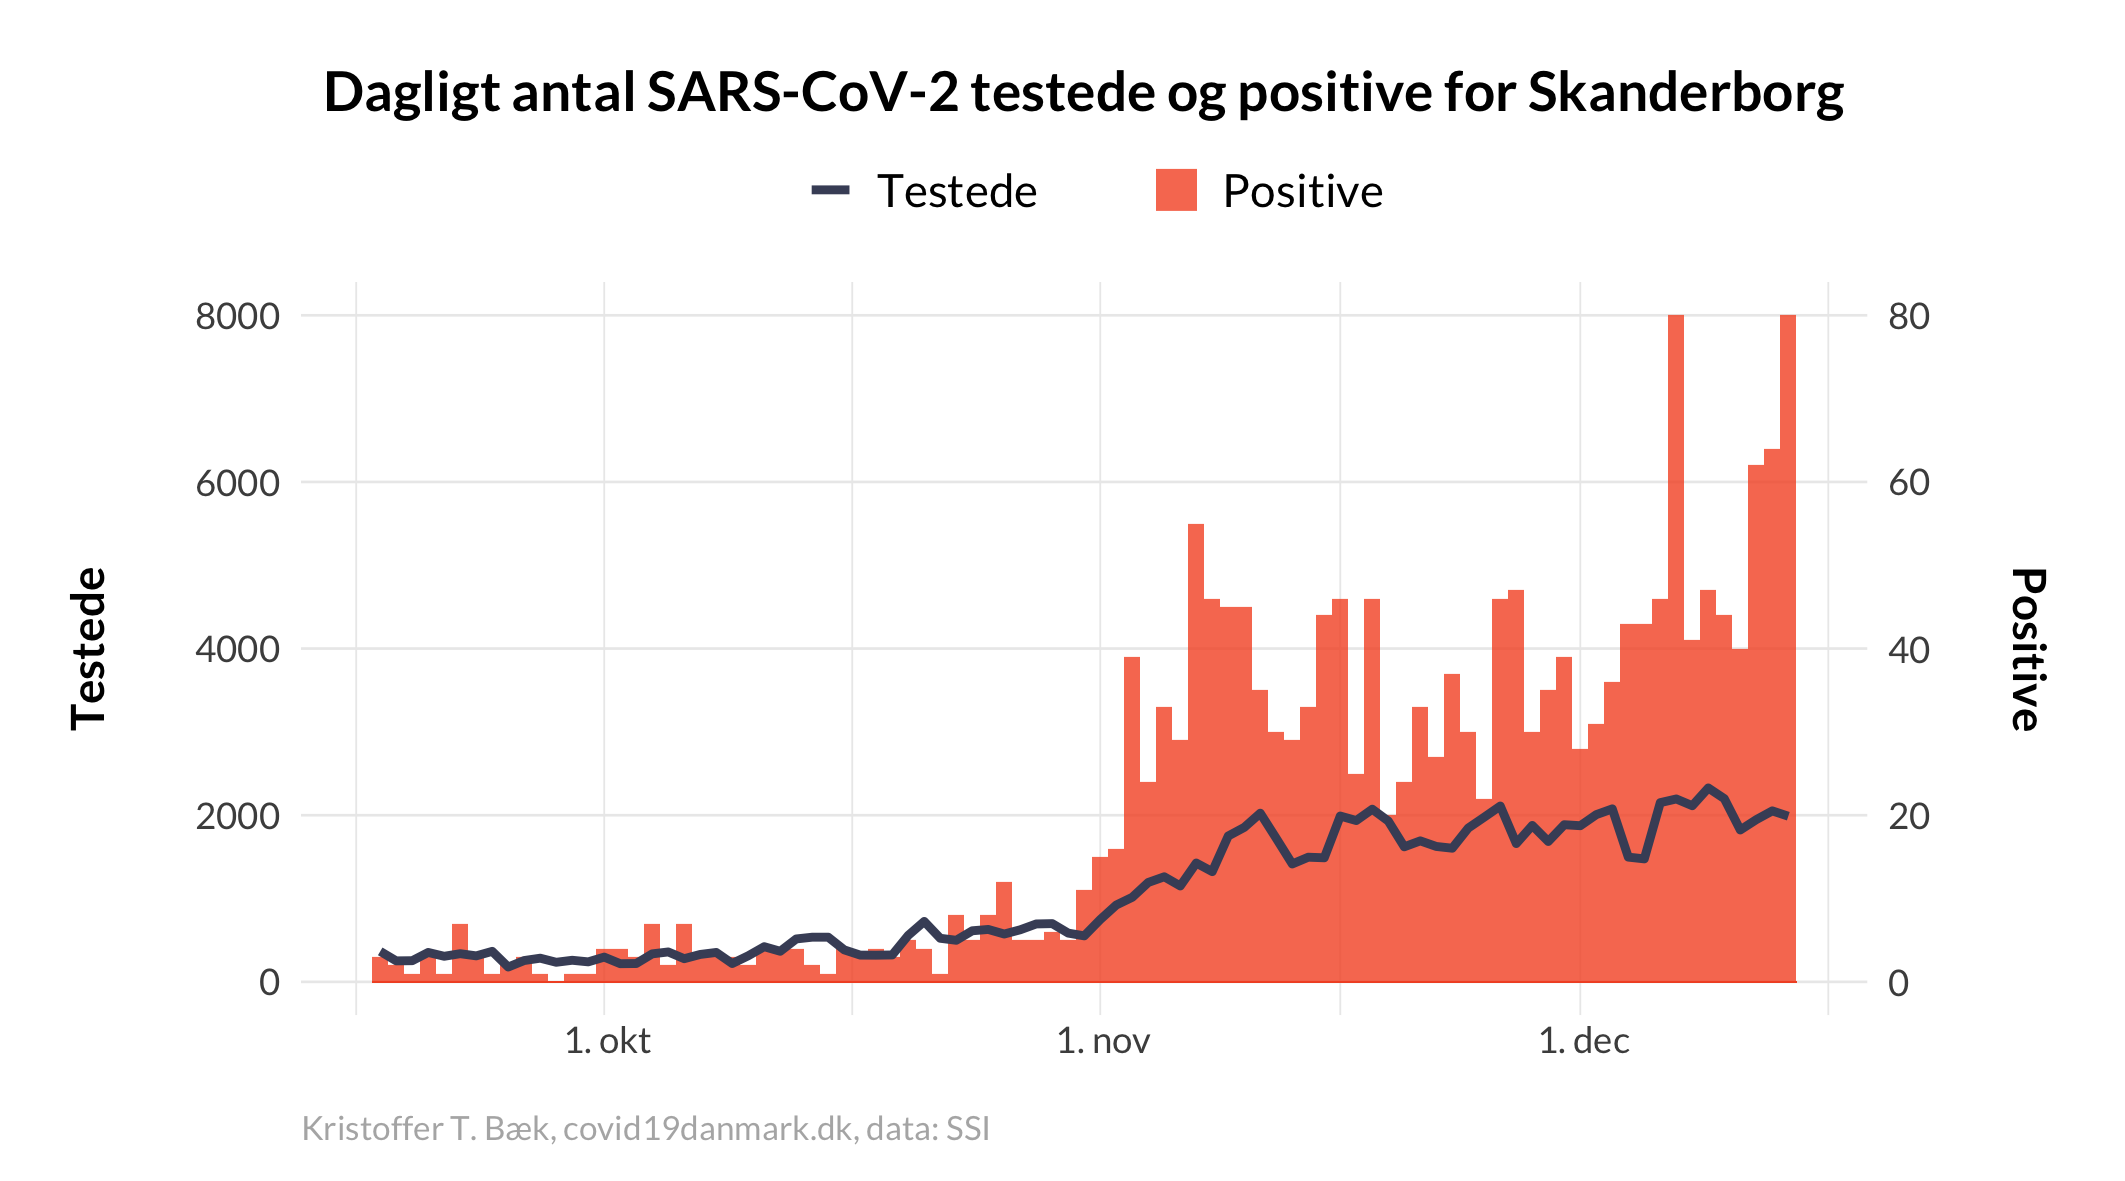 Dagligt antal SARS-CoV-2 testede og positive for Skanderborg
Testede
Positive
8000
6000
4000
2000
0
Testede
80
60
40
20
0
Positive
1. okt
1. nov
1. dec
Kristoffer T. Bæk, covid19danmark.dk, data: SSI